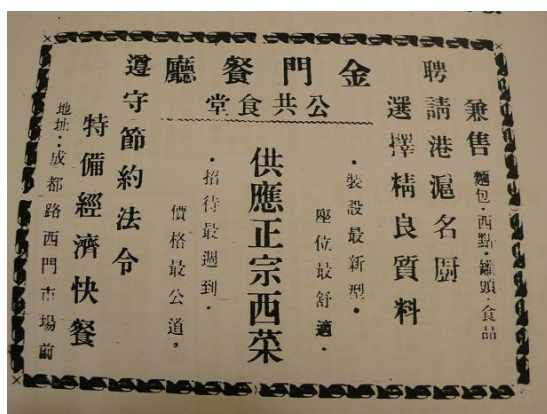 金門餐廳
公共食堂
兼售 麵包·西點·罐頭·食品
聘請港滬名廚
選擇精良質料
·裝設最新型·
座位最舒適·
供應正宗西菜
·招待最週到·
價格最公道。
遵守節約法令
特備經濟快餐
地址：成都路西門市場前